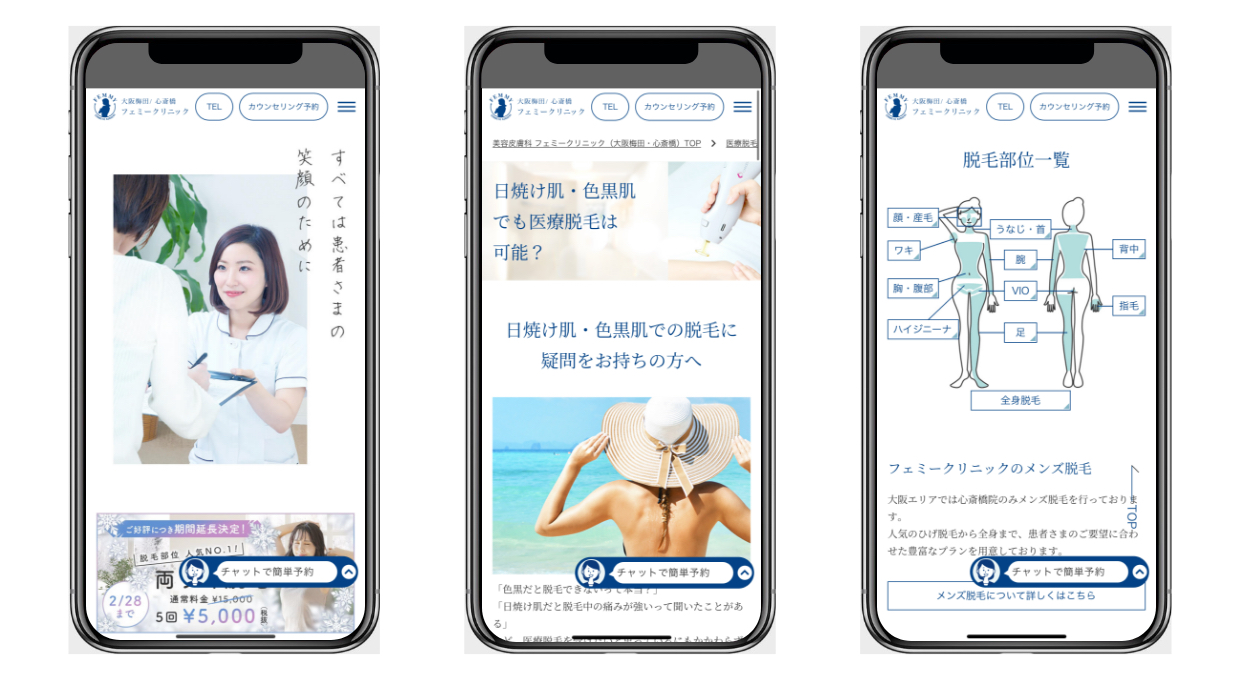 FEMMY
大阪梅田/ 心斎橋
フェミークリニック
TEL
カウンセリング予約
すべては患者さまの
笑顔のために
ご好評につき期間延長決定!
脱毛部位 人気NO.1!
両
2/28
まで
通常料金 ¥15,000
5回 ¥5,000
チャットで簡単予約
FEMMY
大阪梅田/ 心斎橋
フェミークリニック
TEL
カウンセリング予約
美容皮膚科 フェミークリニック(大阪梅田・心斎橋)TOP > 医療脱毛
日焼け肌・色黒肌
でも医療脱毛は
可能?
日焼け肌・色黒肌での脱毛に
疑問をお持ちの方へ
チャットで簡単予約
「色黒だと脱毛できないって本当?」
「日焼け肌だと脱毛中の痛みが強いって聞いたことがあ
る」
FEMMY
大阪梅田/ 心斎橋
フェミークリニック
TEL
カウンセリング予約
脱毛部位一覧
顔・産毛
うなじ・首
ワキ
腕
背中
胸・腹部
VIO
指毛
ハイジニーナ
足
全身脱毛
フェミークリニックのメンズ脱毛
大阪エリアでは心斎橋院のみメンズ脱毛を行っておりま
す。
人気のひげ脱毛から全身まで、患者さまのご要望に合わ
せた豊富なプランを用意しております。
TOP
チャットで簡単予約
メンズ脱毛について詳しくはこちら